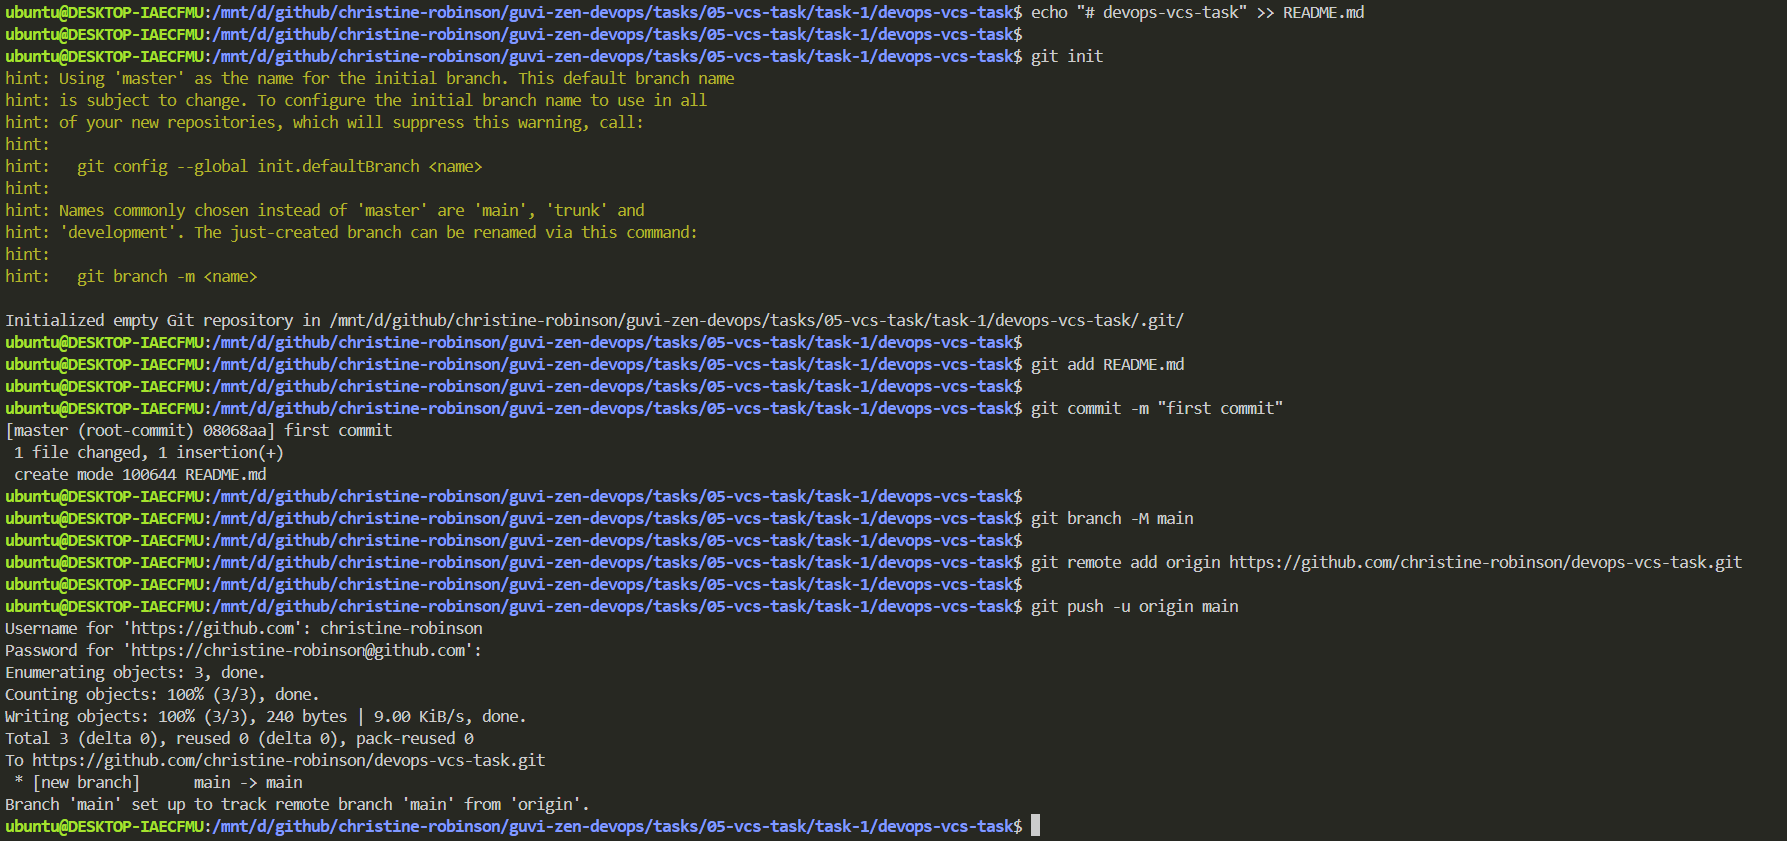 ubuntu@DESKTOP-IAECFMU:/mnt/d/github/christine-robinson/guvi-zen-devops/tasks/05-vcs-task/task-1/devops-vcs-task$ echo "# devops-vcs-task" >> README.md
ubuntu@DESKTOP-IAECFMU:/mnt/d/github/christine-robinson/guvi-zen-devops/tasks/05-vcs-task/task-1/devops-vcs-task$
ubuntu@DESKTOP-IAECFMU:/mnt/d/github/christine-robinson/guvi-zen-devops/tasks/05-vcs-task/task-1/devops-vcs-task$ git init
hint: Using 'master' as the name for the initial branch. This default branch name
hint: is subject to change. To configure the initial branch name to use in all
hint: of your new repositories, which will suppress this warning, call:
hint:
hint:   git config --global init.defaultBranch <name>
hint:
hint: Names commonly chosen instead of 'master' are 'main', 'trunk' and
hint: 'development'. The just-created branch can be renamed via this command:
hint:
hint:   git branch -m <name>
Initialized empty Git repository in /mnt/d/github/christine-robinson/guvi-zen-devops/tasks/05-vcs-task/task-1/devops-vcs-task/.git/
ubuntu@DESKTOP-IAECFMU:/mnt/d/github/christine-robinson/guvi-zen-devops/tasks/05-vcs-task/task-1/devops-vcs-task$
ubuntu@DESKTOP-IAECFMU:/mnt/d/github/christine-robinson/guvi-zen-devops/tasks/05-vcs-task/task-1/devops-vcs-task$ git add README.md
ubuntu@DESKTOP-IAECFMU:/mnt/d/github/christine-robinson/guvi-zen-devops/tasks/05-vcs-task/task-1/devops-vcs-task$
ubuntu@DESKTOP-IAECFMU:/mnt/d/github/christine-robinson/guvi-zen-devops/tasks/05-vcs-task/task-1/devops-vcs-task$ git commit -m "first commit"
[master (root-commit) 08068aa] first commit
 1 file changed, 1 insertion(+)
 create mode 100644 README.md
ubuntu@DESKTOP-IAECFMU:/mnt/d/github/christine-robinson/guvi-zen-devops/tasks/05-vcs-task/task-1/devops-vcs-task$
ubuntu@DESKTOP-IAECFMU:/mnt/d/github/christine-robinson/guvi-zen-devops/tasks/05-vcs-task/task-1/devops-vcs-task$ git branch -M main
ubuntu@DESKTOP-IAECFMU:/mnt/d/github/christine-robinson/guvi-zen-devops/tasks/05-vcs-task/task-1/devops-vcs-task$
ubuntu@DESKTOP-IAECFMU:/mnt/d/github/christine-robinson/guvi-zen-devops/tasks/05-vcs-task/task-1/devops-vcs-task$ git remote add origin https://github.com/christine-robinson/devops-vcs-task.git
ubuntu@DESKTOP-IAECFMU:/mnt/d/github/christine-robinson/guvi-zen-devops/tasks/05-vcs-task/task-1/devops-vcs-task$
ubuntu@DESKTOP-IAECFMU:/mnt/d/github/christine-robinson/guvi-zen-devops/tasks/05-vcs-task/task-1/devops-vcs-task$ git push -u origin main
Username for 'https://github.com': christine-robinson
Password for 'https://christine-robinson@github.com':
Enumerating objects: 3, done.
Counting objects: 100% (3/3), done.
Writing objects: 100% (3/3), 240 bytes | 9.00 KiB/s, done.
Total 3 (delta 0), reused 0 (delta 0), pack-reused 0
To https://github.com/christine-robinson/devops-vcs-task.git
 * [new branch]      main -> main
Branch 'main' set up to track remote branch 'main' from 'origin'.
ubuntu@DESKTOP-IAECFMU:/mnt/d/github/christine-robinson/guvi-zen-devops/tasks/05-vcs-task/task-1/devops-vcs-task$